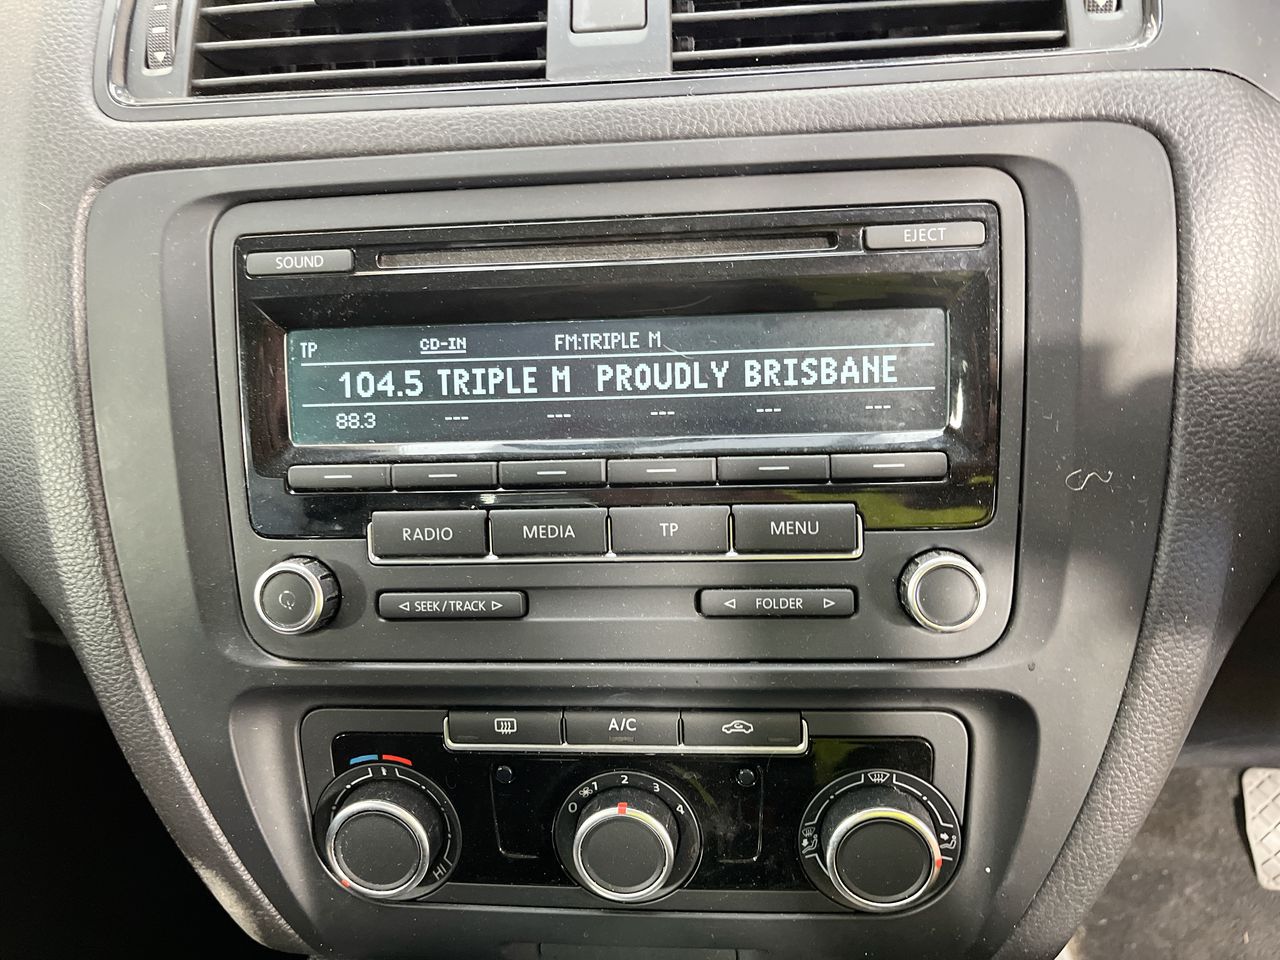 SOUND
EJECT
TP CD-IN FM:TRIPLE M
104.5 TRIPLE M PROUDLY BRISBANE
88.3 --- --- --- --- ---
RADIO MEDIA TP MENU
SEEK/TRACK FOLDER
A/C
0 1 2 3 4
HI